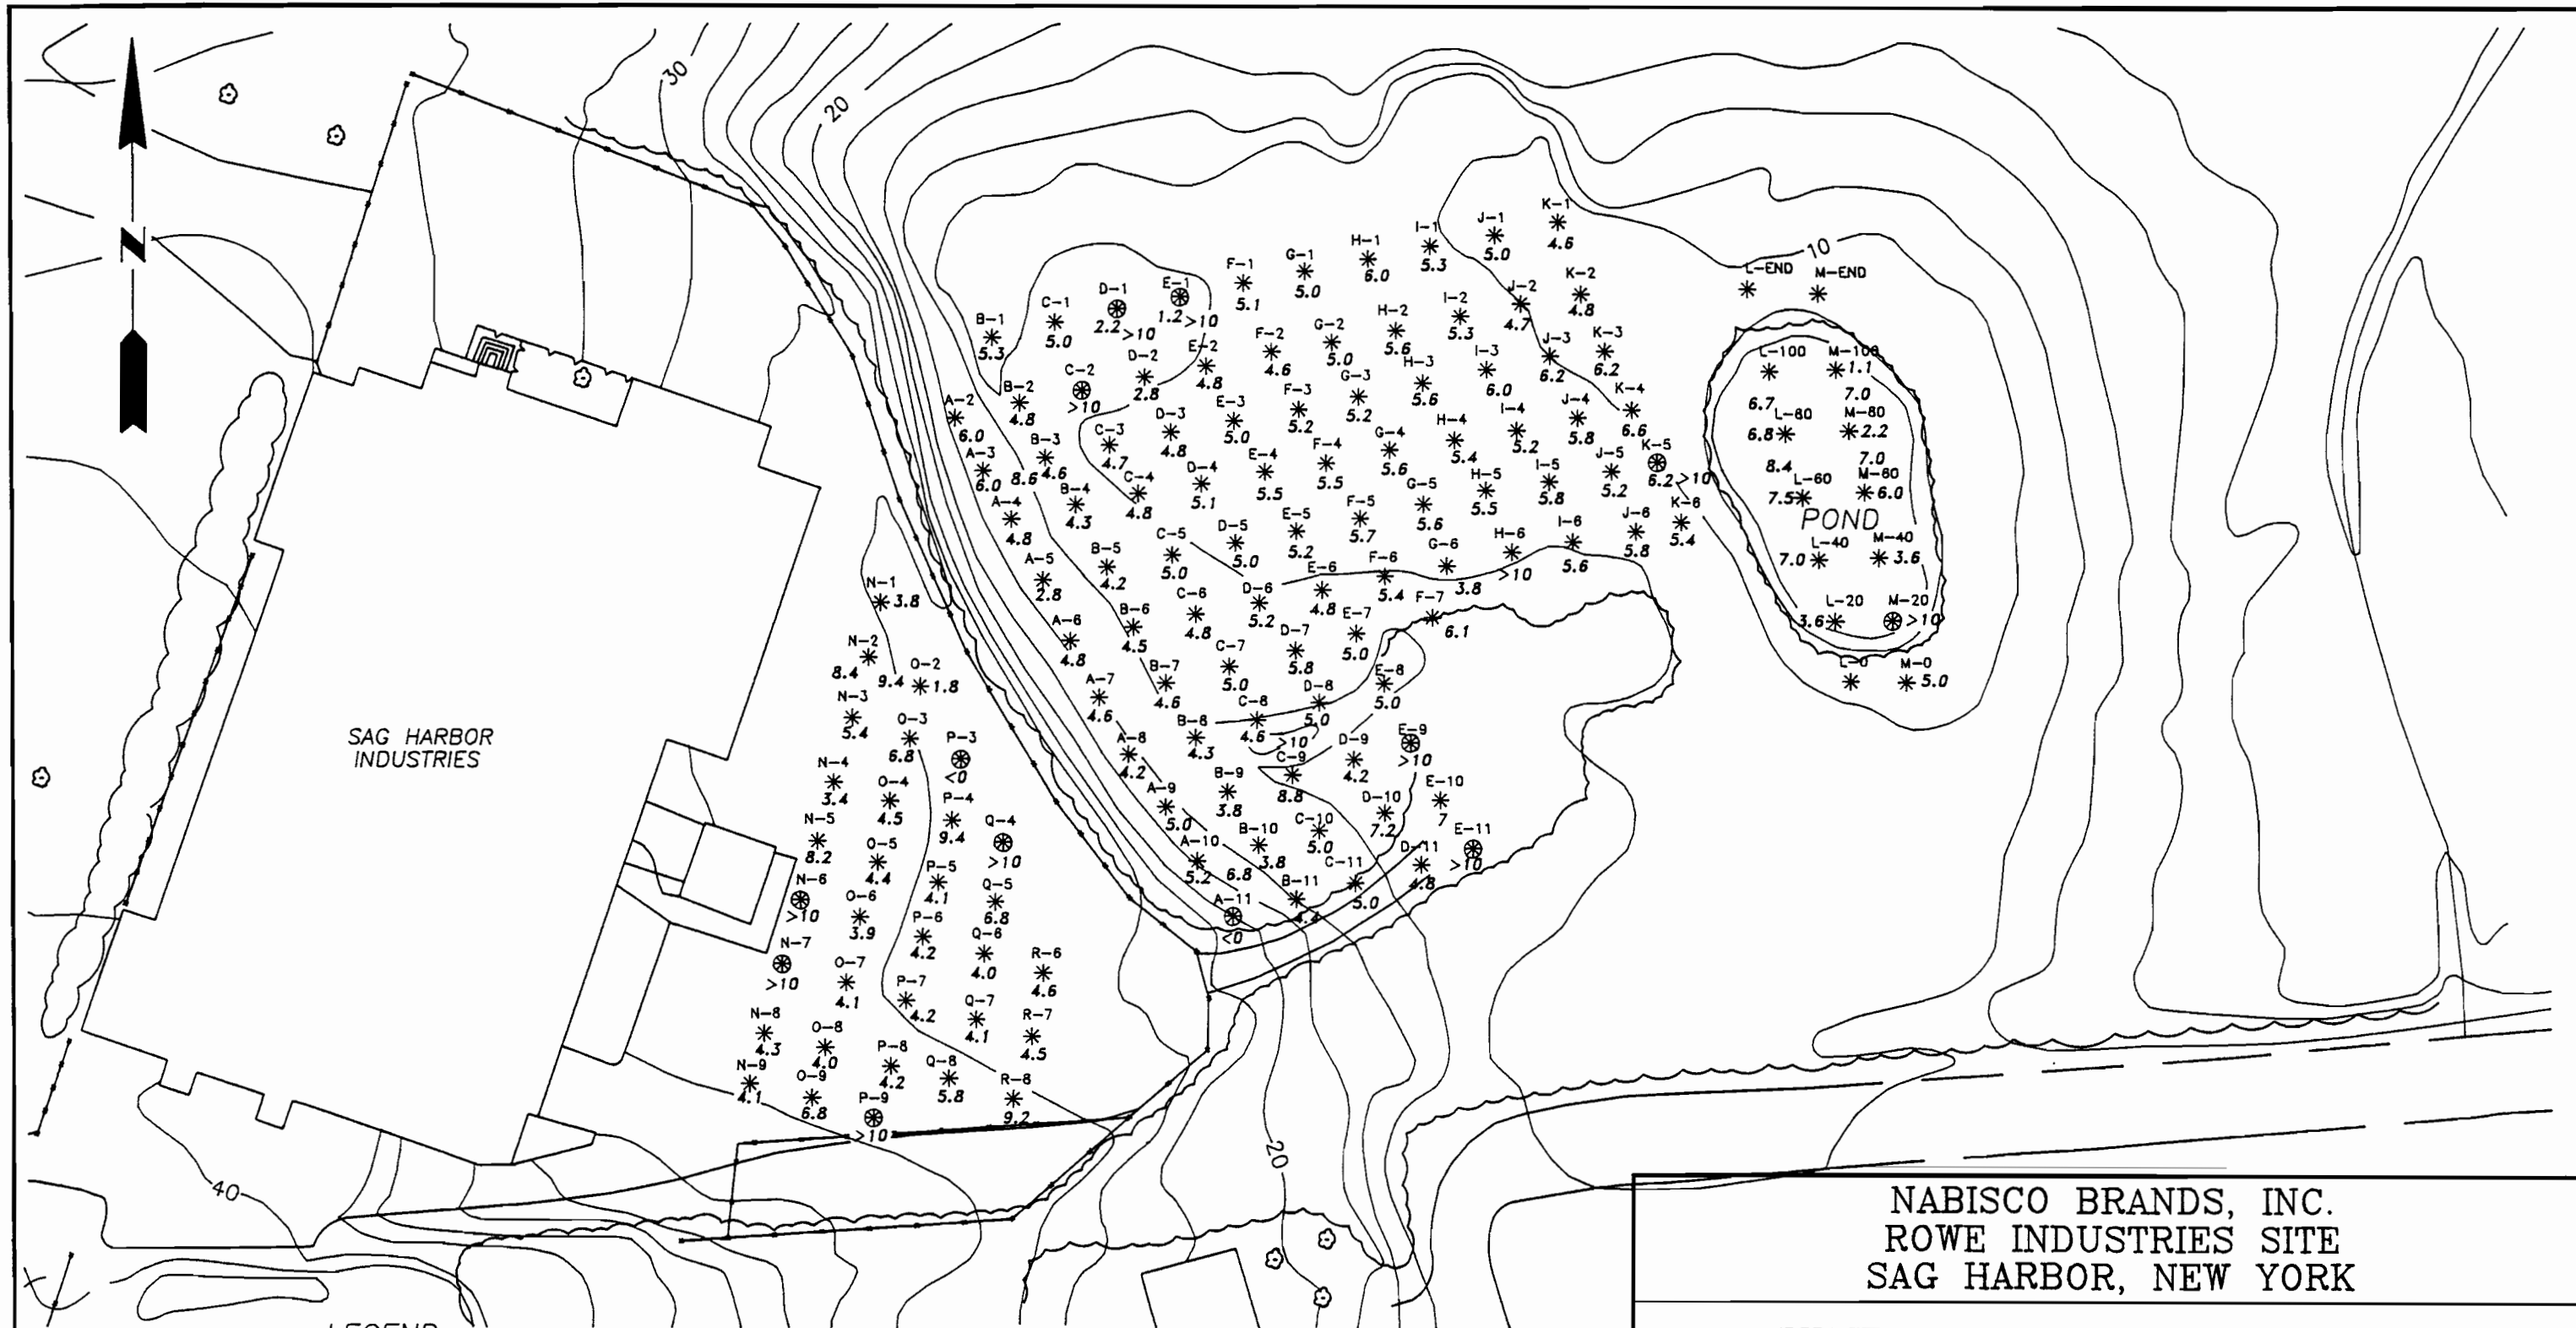 30
20
N
10
K-1
4.6
J-1
5.0
I-1
5.3
H-1
6.0
G-1
5.0
F-1
5.1
E-1
1.2 >10
D-1
2.2 >10
C-1
5.0
B-1
5.3
L-END
M-END
K-2
4.8
J-2
4.7
I-2
5.3
H-2
5.6
G-2
5.0
F-2
4.6
E-2
4.8
D-2
2.8
C-2
>10
B-2
4.8
A-2
6.0
K-3
6.2
J-3
6.2
I-3
6.0
H-3
5.6
G-3
5.2
F-3
5.2
E-3
5.0
D-3
4.8
C-3
4.7
B-3
8.6 4.6
A-3
6.0
K-4
6.6
J-4
5.8
I-4
5.2
H-4
5.4
G-4
5.6
F-4
5.5
E-4
5.5
D-4
5.1
C-4
4.8
B-4
4.3
A-4
4.8
K-5
6.2 >10
J-5
5.2
I-5
5.8
H-5
5.5
G-5
5.6
F-5
5.7
E-5
5.2
D-5
5.0
C-5
5.0
B-5
4.2
A-5
2.8
K-6
5.4
J-6
5.8
I-6
5.6
H-6
>10
G-6
3.8
F-6
5.4
E-6
4.8
D-6
5.2
C-6
4.8
B-6
4.5
A-6
4.8
F-7
6.1
E-7
5.0
D-7
5.8
C-7
5.0
B-7
4.6
A-7
4.6
E-8
5.0
D-8
5.0
C-8
4.6
>10
B-8
4.3
A-8
4.2
E-9
>10
D-9
4.2
C-9
8.8
B-9
3.8
A-9
5.0
E-10
7
D-10
7.2
C-10
5.0
B-10
3.8
A-10
5.2 6.8
E-11
>10
D-11
4.8
C-11
5.0
B-11
4.4
A-11
<0
L-100
6.7
M-100
1.1
7.0
L-80
6.8
8.4
M-80
2.2
7.0
L-60
7.5
M-60
6.0
POND
L-40
7.0
M-40
3.6
L-20
3.6
M-20
>10
L-0
M-0
5.0
N-1
3.8
N-2
8.4
O-2
9.4 1.8
N-3
5.4
O-3
6.8
P-3
<0
N-4
3.4
O-4
4.5
P-4
9.4
Q-4
>10
N-5
8.2
O-5
4.4
P-5
4.1
Q-5
6.8
N-6
>10
O-6
3.9
P-6
4.2
Q-6
4.0
R-6
4.6
N-7
>10
O-7
4.1
P-7
4.2
Q-7
4.1
R-7
4.5
N-8
4.3
O-8
4.0
P-8
4.2
Q-8
5.8
R-8
9.2
N-9
4.1
O-9
6.8
P-9
>10
SAG HARBOR
INDUSTRIES
40
20
NABISCO BRANDS, INC.
ROWE INDUSTRIES SITE
SAG HARBOR, NEW YORK
LEGEND